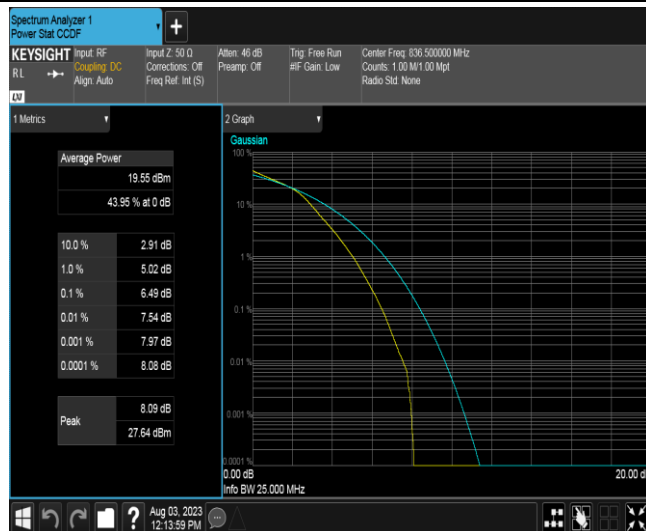 Spectrum Analyzer 1
Power Stat CCDF
+
KEYSIGHT
RL
LXI
Input: RF
Coupling: DC
Align: Auto
Input Z: 50 Ω
Corrections: Off
Freq Ref: Int (S)
Atten: 46 dB
Preamp: Off
Trig: Free Run
#IF Gain: Low
Center Freq: 836.500000 MHz
Counts: 1.00 M/1.00 Mpt
Radio Std: None
1 Metrics
Average Power
19.55 dBm
43.95 % at 0 dB
10.0 % 2.91 dB
1.0 % 5.02 dB
0.1 % 6.49 dB
0.01 % 7.54 dB
0.001 % 7.97 dB
0.0001 % 8.08 dB
Peak
8.09 dB
27.64 dBm
2 Graph
Gaussian
100 %
10 %
1 %
0.1 %
0.01 %
0.001 %
0.0001 %
0.00 dB
20.00 d
Info BW 25.000 MHz
?
Aug 03, 2023
12:13:59 PM